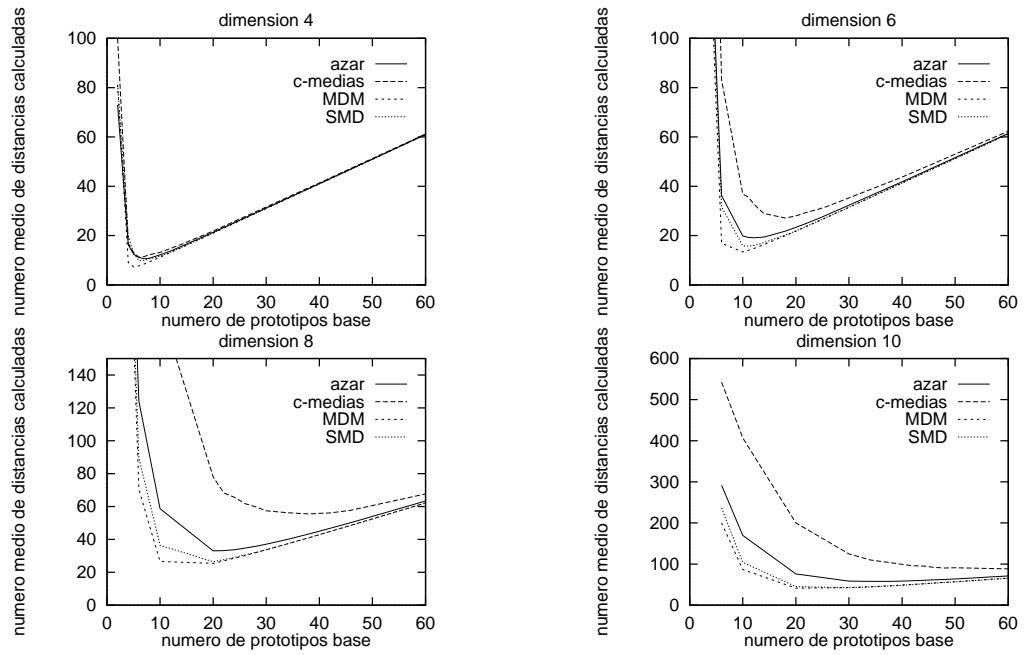 dimension 4
numero medio de distancias calculadas
100
80
60
40
20
0
azar
c-medias
MDM
SMD
0 10 20 30 40 50 60
numero de prototipos base
dimension 6
numero medio de distancias calculadas
100
80
60
40
20
0
azar
c-medias
MDM
SMD
0 10 20 30 40 50 60
numero de prototipos base
dimension 8
numero medio de distancias calculadas
140
120
100
80
60
40
20
0
azar
c-medias
MDM
SMD
0 10 20 30 40 50 60
numero de prototipos base
dimension 10
numero medio de distancias calculadas
600
500
400
300
200
100
0
azar
c-medias
MDM
SMD
0 10 20 30 40 50 60
numero de prototipos base